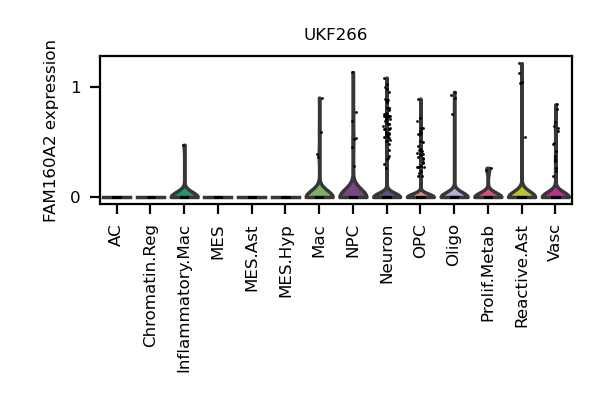 UKF266
FAM160A2 expression
1
0
AC
Chromatin.Reg
Inflammatory.Mac
MES
MES.Ast
MES.Hyp
Mac
NPC
Neuron
OPC
Oligo
Prolif.Metab
Reactive.Ast
Vasc